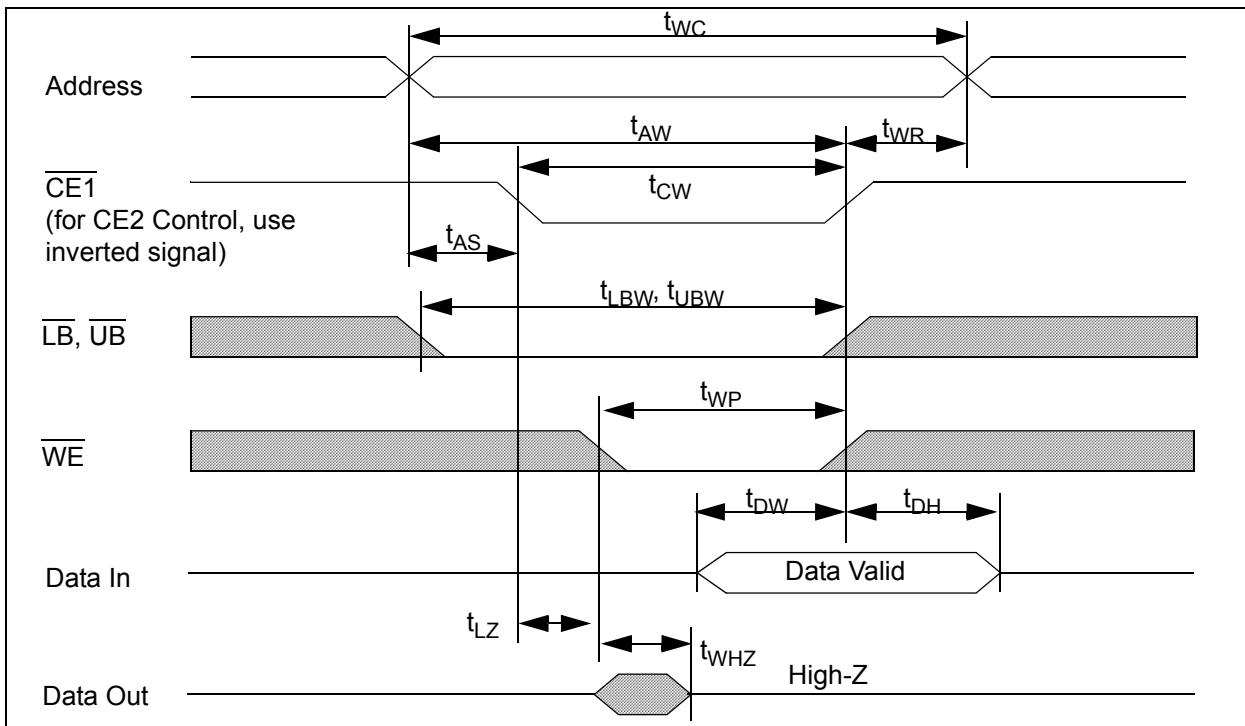 tWC
Address
tAW
tWR
CE1
(for CE2 Control, use
inverted signal)
tCW
tAS
tLBW, tUBW
LB, UB
tWP
WE
tDW
tDH
Data In
Data Valid
tLZ
tWHZ
Data Out
High-Z